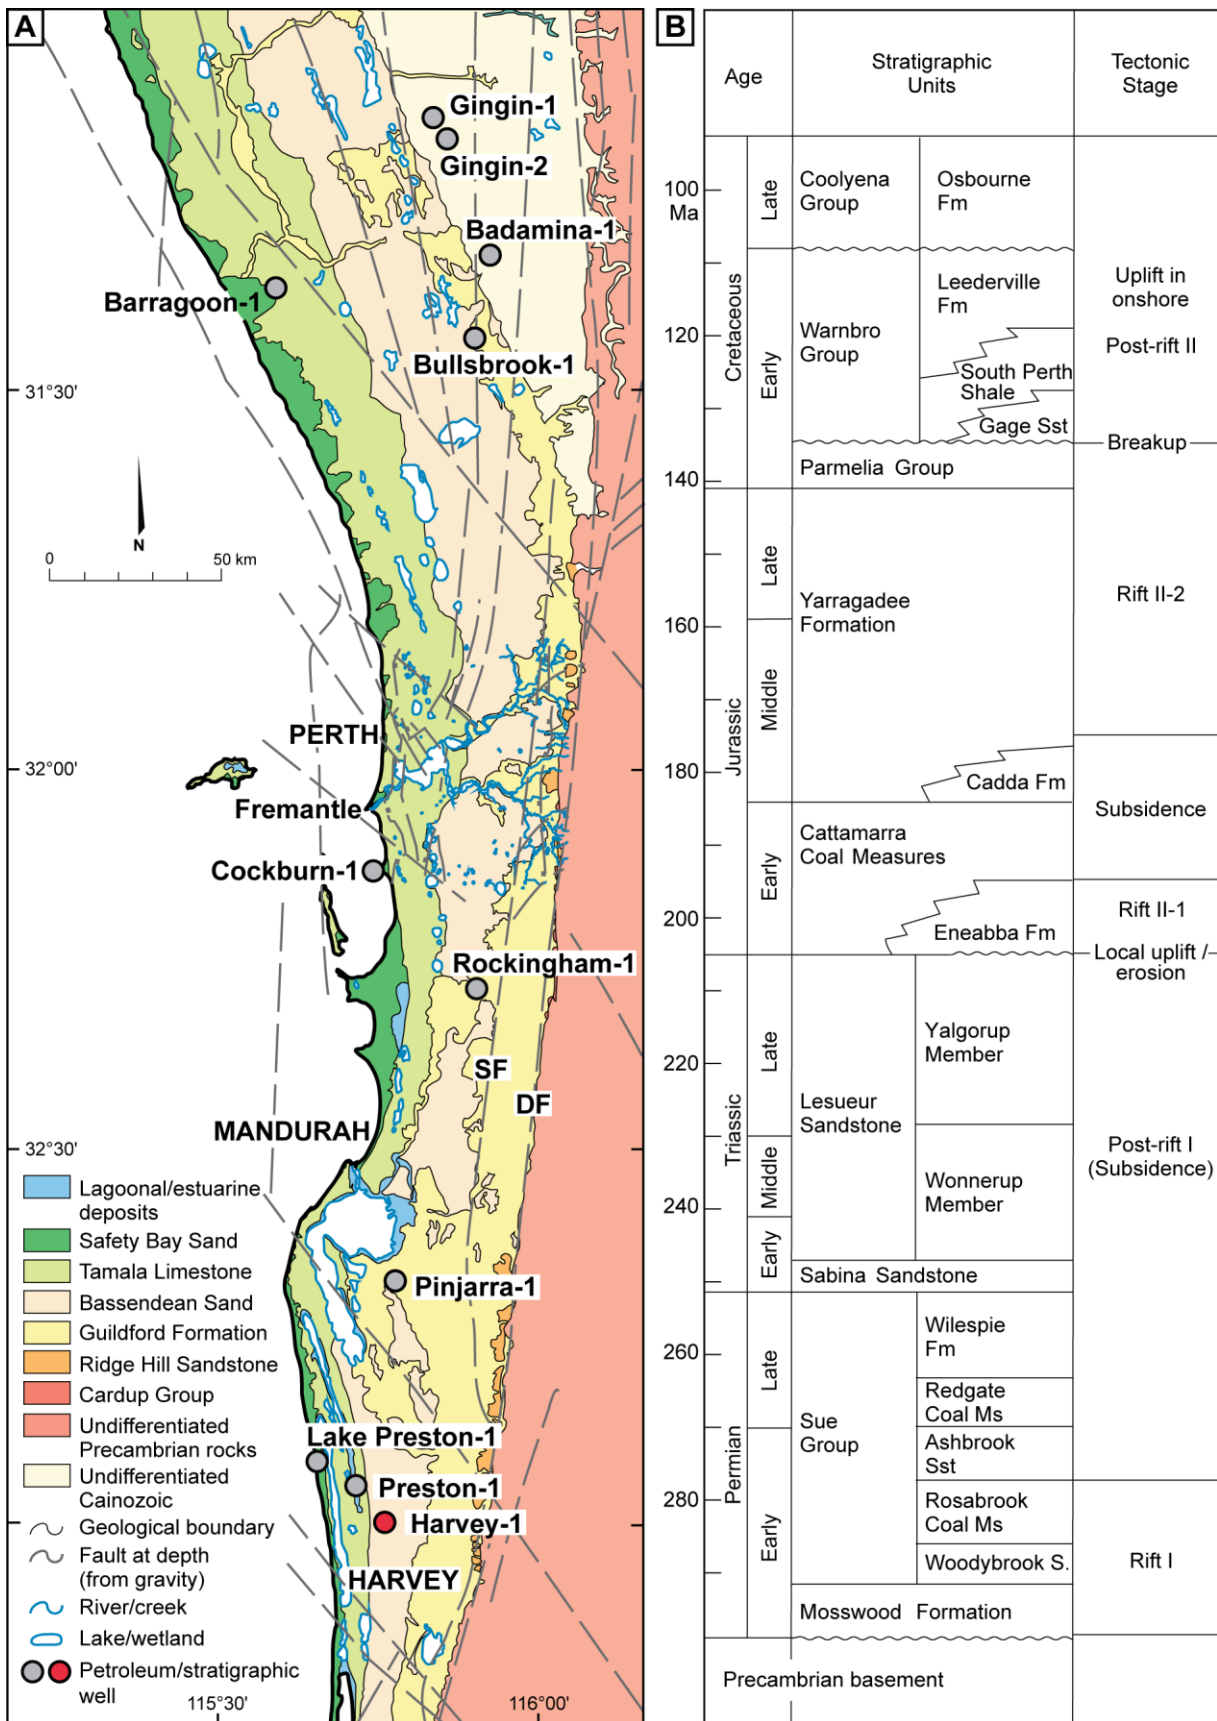 A
Gingin-1
Gingin-2
Badamina-1
Barragoon-1
Bullsbrook-1
31°30'
N
0
50 km
PERTH
32°00'
Fremantle
Cockburn-1
Rockingham-1
SF
DF
MANDURAH
32°30'
Pinjarra-1
Lake Preston-1
Preston-1
Harvey-1
HARVEY
Lagoonal/estuarine
deposits
Safety Bay Sand
Tamala Limestone
Bassendean Sand
Guildford Formation
Ridge Hill Sandstone
Cardup Group
Undifferentiated
Precambrian rocks
Undifferentiated
Cainozoic
Geological boundary
Fault at depth
(from gravity)
River/creek
Lake/wetland
Petroleum/stratigraphic
well
115°30'
116°00'
B
Age
Stratigraphic
Units
Tectonic
Stage
100
Ma
120
140
160
180
200
220
240
260
280
Cretaceous
Late
Early
Jurassic
Late
Middle
Early
Triassic
Late
Middle
Early
Permian
Late
Early
Coolyena
Group
Osbourne
Fm
Warnbro
Group
Leederville
Fm
South Perth
Shale
Gage Sst
Parmelia Group
Yarragadee
Formation
Cadda Fm
Cattamarra
Coal Measures
Eneabba Fm
Lesueur
Sandstone
Yalgorup
Member
Wonnerup
Member
Sabina Sandstone
Sue
Group
Wilespie
Fm
Redgate
Coal Ms
Ashbrook
Sst
Rosabrook
Coal Ms
Woodybrook S.
Mosswood Formation
Precambrian basement
Uplift in
onshore
Post-rift II
Breakup
Rift II-2
Subsidence
Rift II-1
Local uplift /
erosion
Post-rift I
(Subsidence)
Rift I